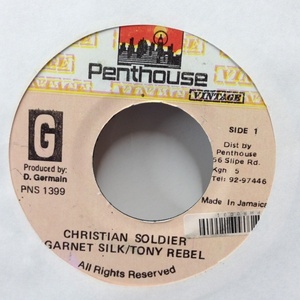 Penthouse
VINTAGE
SIDE 1
G
Produced by:
D. Germain
PNS 1399
Dist by
Penthouse
56 Slipe Rd.
Kgn 5
Tel: 92-97446
Made In Jamaica
CHRISTIAN SOLDIER
GARNET SILK/TONY REBEL
All Rights Reserved